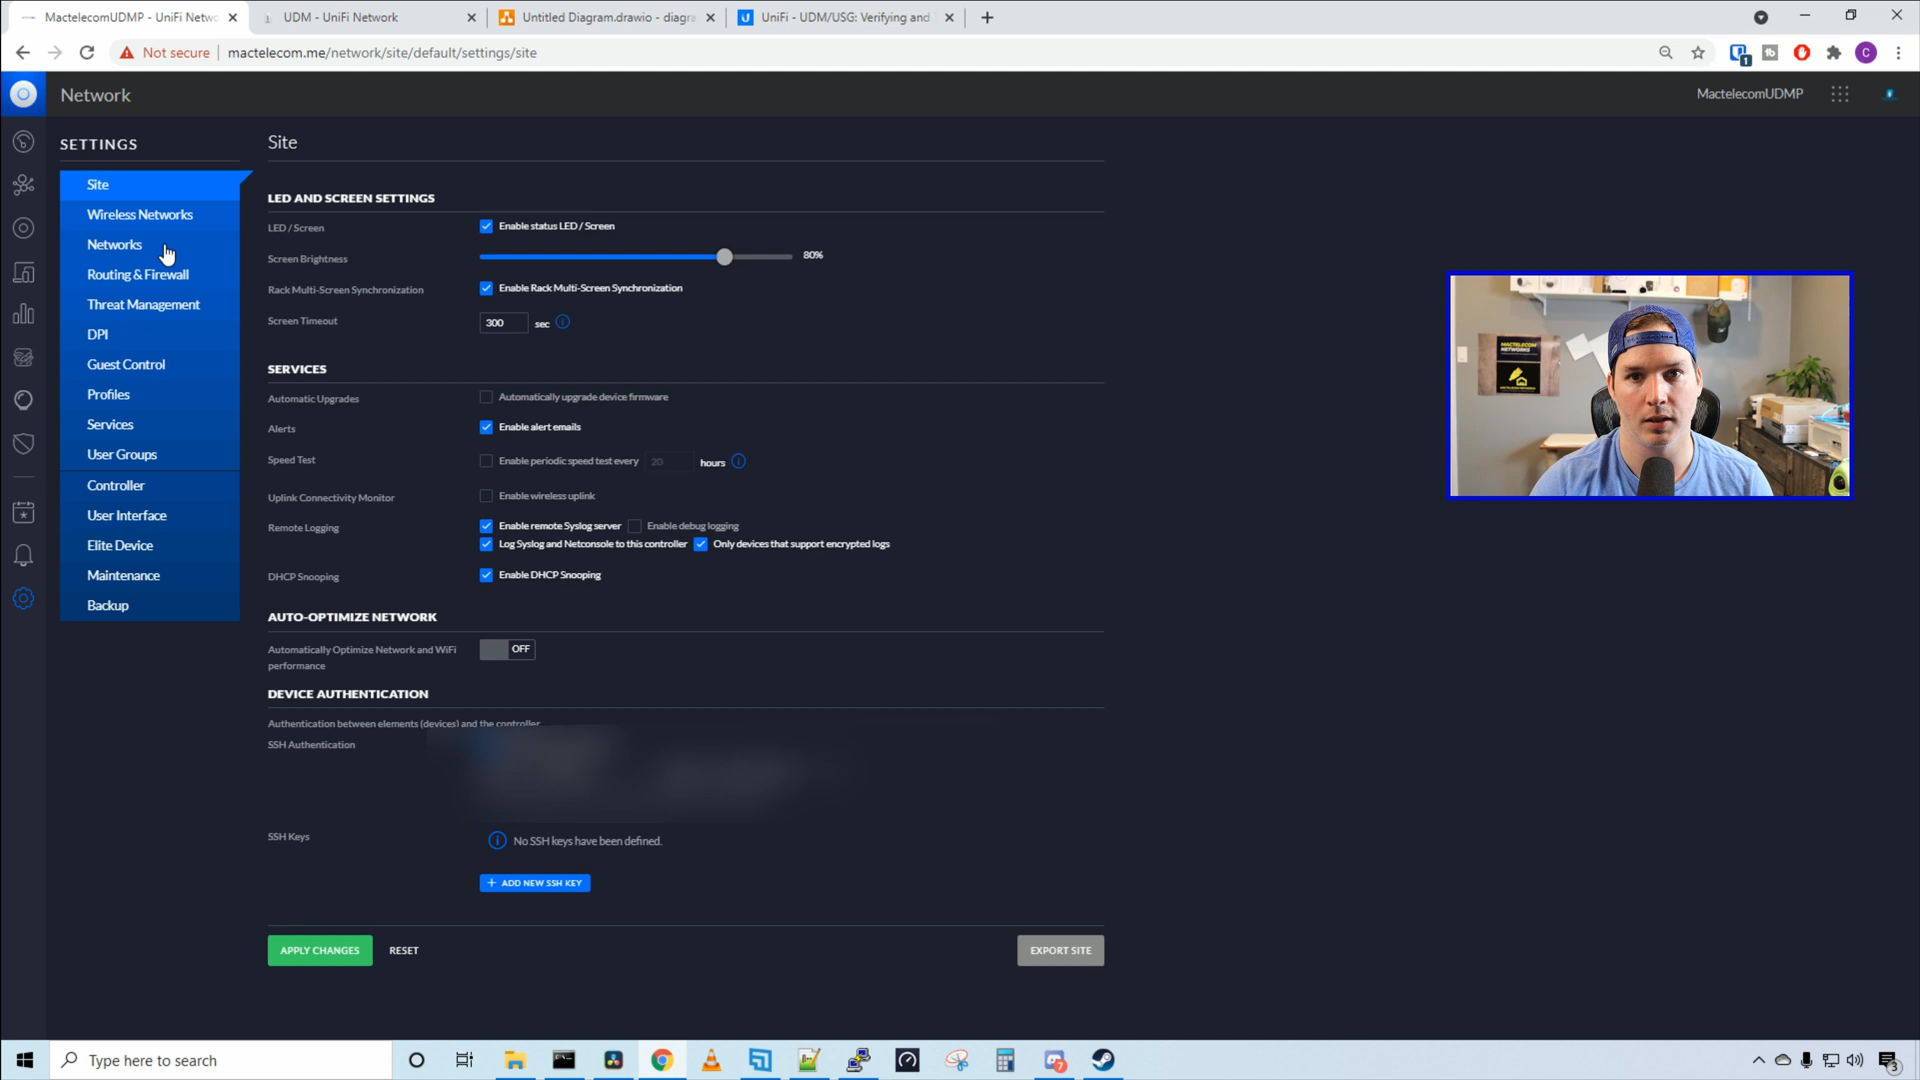 MactelecomUDMP - UniFi Netwo
UDM - UniFi Network
Untitled Diagram.drawio - diagra
UniFi - UDM/USG: Verifying and
Not secure
mactelecom.me/network/site/default/settings/site
Network
MactelecomUDMP
SETTINGS
Site
Wireless Networks
Networks
Routing & Firewall
Threat Management
DPI
Guest Control
Profiles
Services
User Groups
Controller
User Interface
Elite Device
Maintenance
Backup
Site
LED AND SCREEN SETTINGS
LED / Screen
Enable status LED / Screen
Screen Brightness
80%
Rack Multi-Screen Synchronization
Enable Rack Multi-Screen Synchronization
Screen Timeout
300 sec
SERVICES
Automatic Upgrades
Automatically upgrade device firmware
Alerts
Enable alert emails
Speed Test
Enable periodic speed test every 20 hours
Uplink Connectivity Monitor
Enable wireless uplink
Remote Logging
Enable remote Syslog server Enable debug logging
Log Syslog and Netconsole to this controller Only devices that support encrypted logs
DHCP Snooping
Enable DHCP Snooping
AUTO-OPTIMIZE NETWORK
Automatically Optimize Network and WiFi
performance
OFF
DEVICE AUTHENTICATION
Authentication between elements (devices) and the controller
SSH Authentication
SSH Keys
No SSH keys have been defined.
+ ADD NEW SSH KEY
APPLY CHANGES
RESET
EXPORT SITE
MACTELECOM
NETWORKS
Type here to search